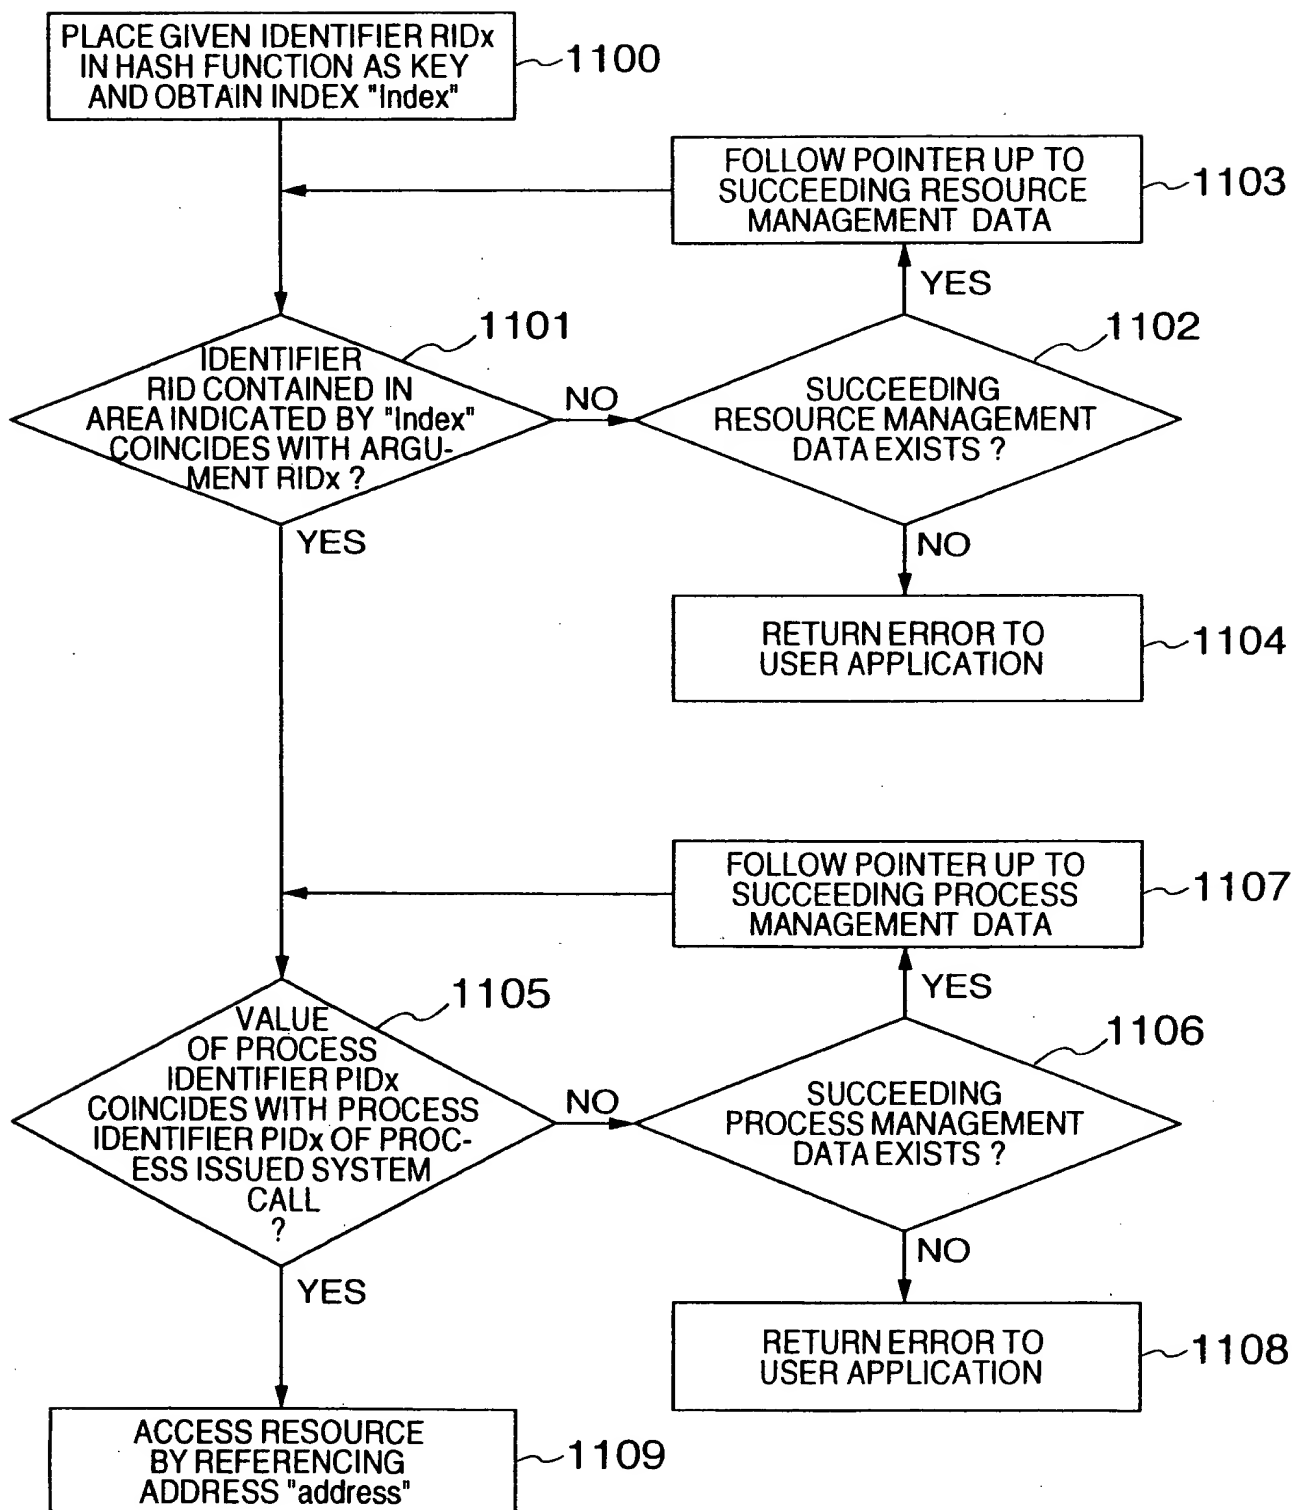 PLACE GIVEN IDENTIFIER RIDx
IN HASH FUNCTION AS KEY
AND OBTAIN INDEX "Index"
1100
FOLLOW POINTER UP TO
SUCCEEDING RESOURCE
MANAGEMENT DATA
1103
YES
1101
IDENTIFIER
RID CONTAINED IN
AREA INDICATED BY "Index"
COINCIDES WITH ARGU-
MENT RIDx ?
NO
1102
SUCCEEDING
RESOURCE MANAGEMENT
DATA EXISTS ?
YES
NO
RETURN ERROR TO
USER APPLICATION
1104
FOLLOW POINTER UP TO
SUCCEEDING PROCESS
MANAGEMENT DATA
1107
YES
1105
VALUE
OF PROCESS
IDENTIFIER PIDx
COINCIDES WITH PROCESS
IDENTIFIER PIDx OF PROC-
ESS ISSUED SYSTEM
CALL
?
NO
1106
SUCCEEDING
PROCESS MANAGEMENT
DATA EXISTS ?
YES
NO
RETURN ERROR TO
USER APPLICATION
1108
ACCESS RESOURCE
BY REFERENCING
ADDRESS "address"
1109